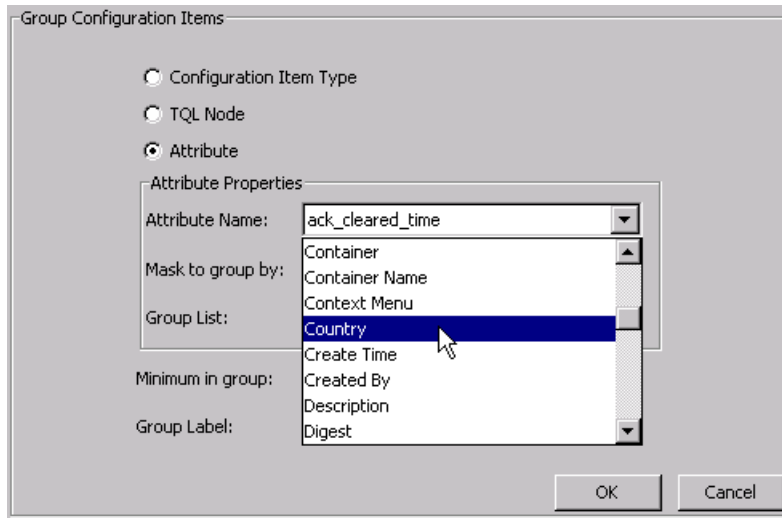 Group Configuration Items
Configuration Item Type
TQL Node
Attribute
Attribute Properties
Attribute Name: ack_cleared_time
Container
Mask to group by: Container Name
Context Menu
Group List: Country
Create Time
Minimum in group: Created By
Description
Group Label: Digest
OK Cancel